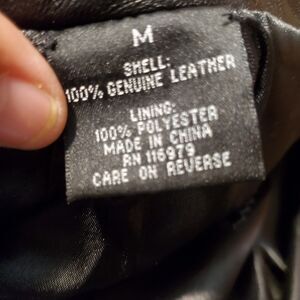 M
SHELL:
100% GENUINE LEATHER
LINING:
100% POLYESTER
MADE IN CHINA
RN 116979
CARE ON REVERSE